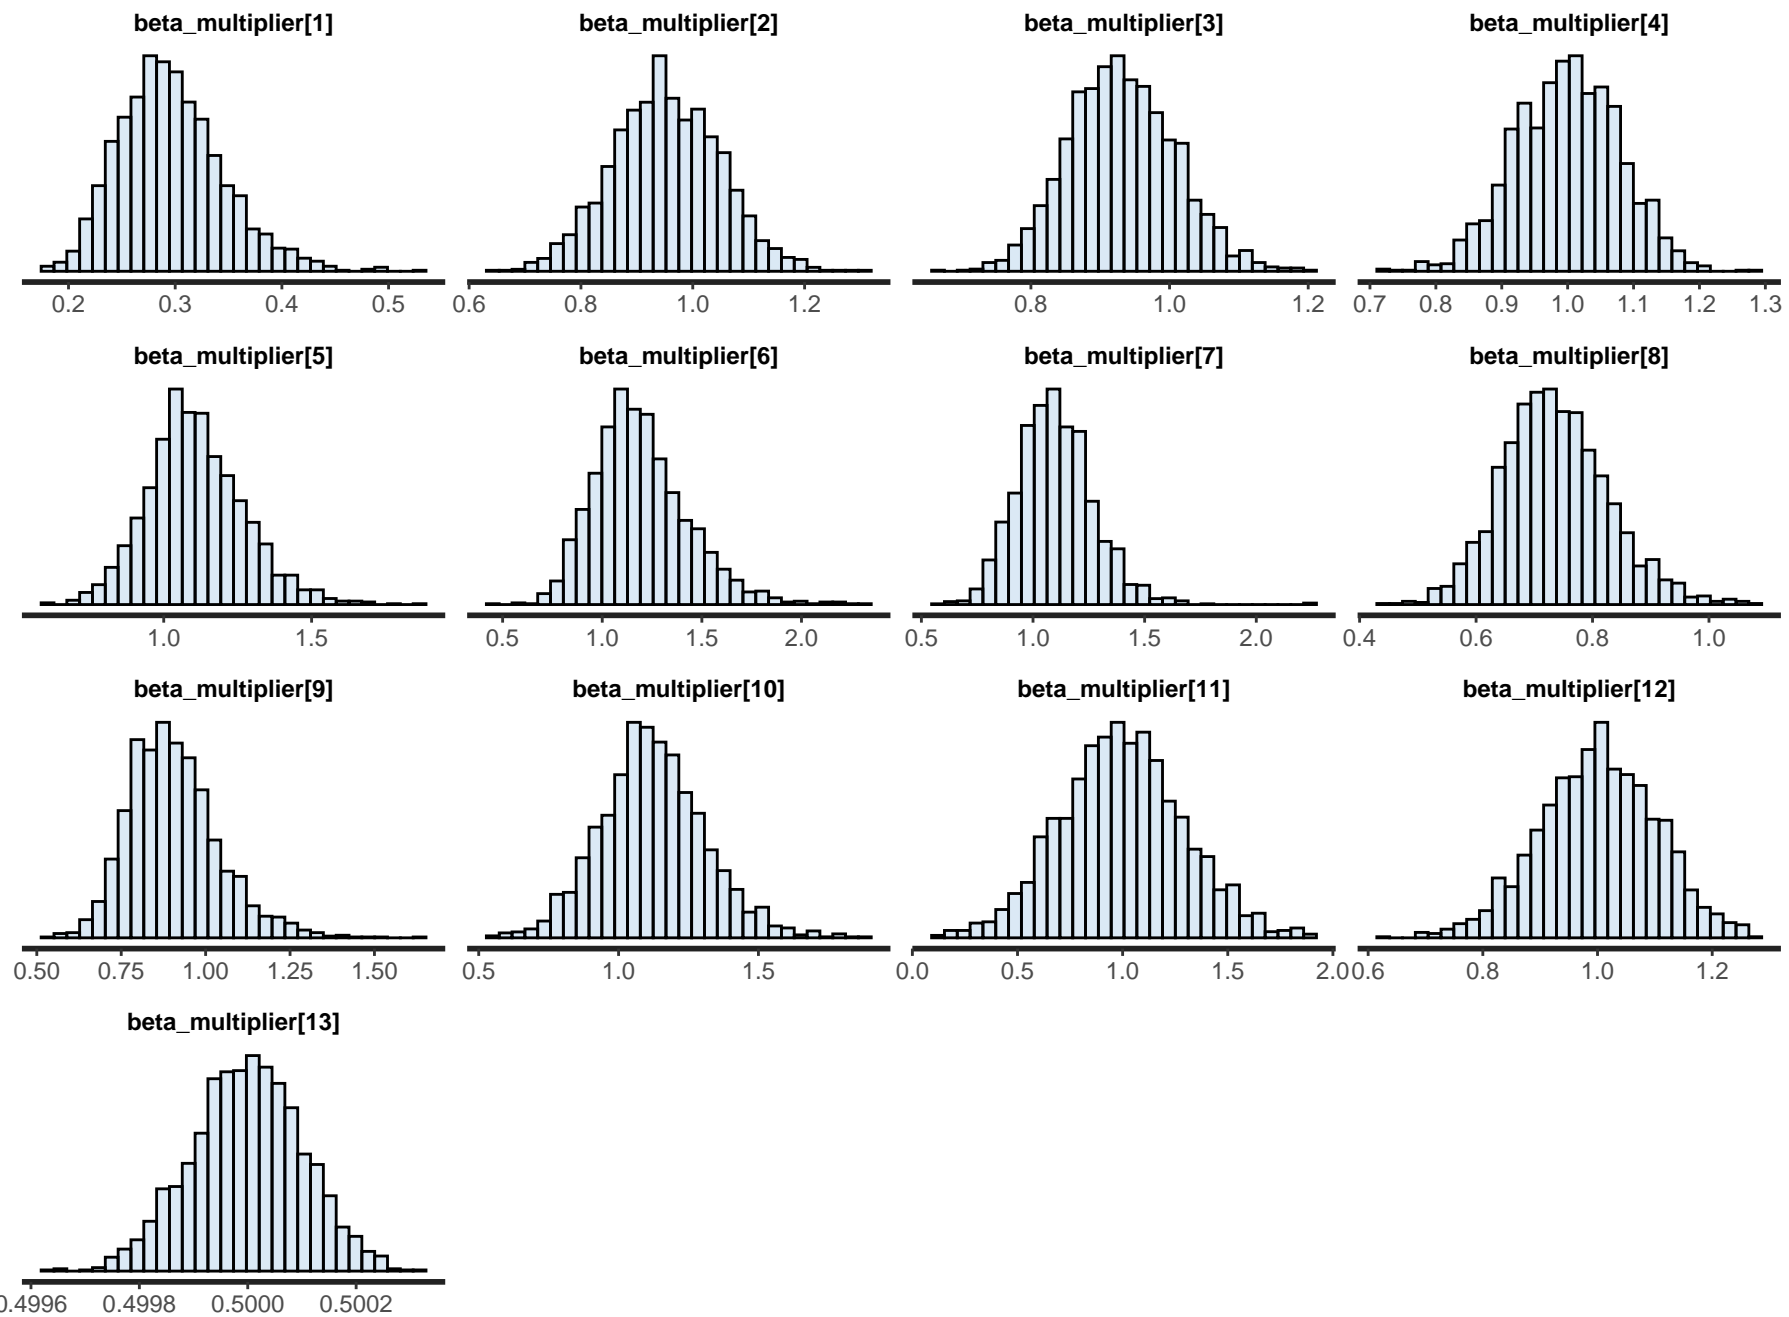 beta_multiplier[1] beta_multiplier[2] beta_multiplier[3] beta_multiplier[4]
0.2 0.3 0.4 0.5 0.6 0.8 1.0 1.2 0.8 1.0 1.2 0.7 0.8 0.9 1.0 1.1 1.2 1.3
beta_multiplier[5] beta_multiplier[6] beta_multiplier[7] beta_multiplier[8]
1.0 1.5 0.5 1.0 1.5 2.0 0.5 1.0 1.5 2.0 0.4 0.6 0.8 1.0
beta_multiplier[9] beta_multiplier[10] beta_multiplier[11] beta_multiplier[12]
0.50 0.75 1.00 1.25 1.50 0.5 1.0 1.5 0.0 0.5 1.0 1.5 2.0 0.6 0.8 1.0 1.2
beta_multiplier[13]
0.4996 0.4998 0.5000 0.5002